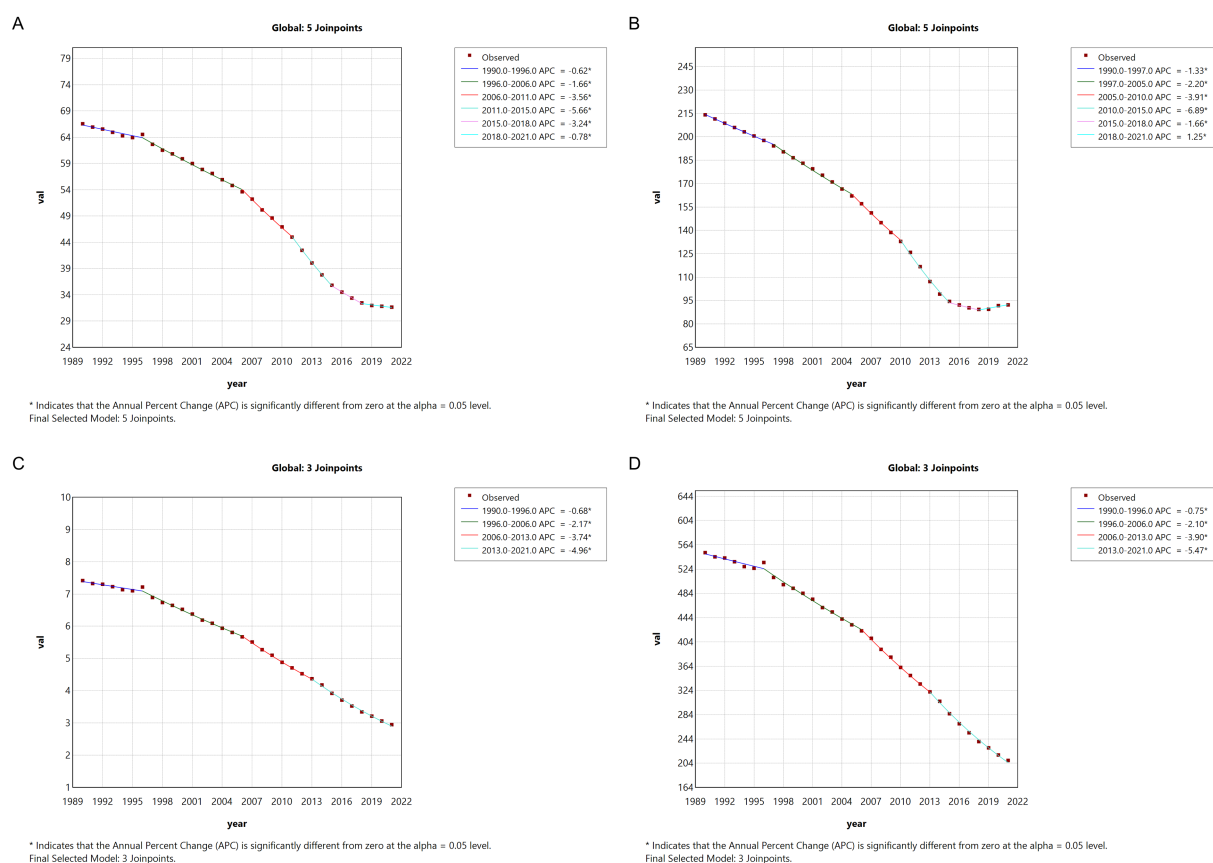 A
Global: 5 Joinpoints
79
74
69
64
59
54
49
44
39
34
29
24
val
1989 1992 1995 1998 2001 2004 2007 2010 2013 2016 2019 2022
year
Observed
1990.0-1996.0 APC = -0.62*
1996.0-2006.0 APC = -1.66*
2006.0-2011.0 APC = -3.56*
2011.0-2015.0 APC = -5.66*
2015.0-2018.0 APC = -3.24*
2018.0-2021.0 APC = -0.78*
* Indicates that the Annual Percent Change (APC) is significantly different from zero at the alpha = 0.05 level.
Final Selected Model: 5 Joinpoints.
B
Global: 5 Joinpoints
245
230
215
200
185
170
155
140
125
110
95
80
65
val
1989 1992 1995 1998 2001 2004 2007 2010 2013 2016 2019 2022
year
Observed
1990.0-1997.0 APC = -1.33*
1997.0-2005.0 APC = -2.20*
2005.0-2010.0 APC = -3.91*
2010.0-2015.0 APC = -6.89*
2015.0-2018.0 APC = -1.66*
2018.0-2021.0 APC = 1.25*
* Indicates that the Annual Percent Change (APC) is significantly different from zero at the alpha = 0.05 level.
Final Selected Model: 5 Joinpoints.
C
Global: 3 Joinpoints
10
9
8
7
6
5
4
3
2
1
val
1989 1992 1995 1998 2001 2004 2007 2010 2013 2016 2019 2022
year
Observed
1990.0-1996.0 APC = -0.68*
1996.0-2006.0 APC = -2.17*
2006.0-2013.0 APC = -3.74*
2013.0-2021.0 APC = -4.96*
* Indicates that the Annual Percent Change (APC) is significantly different from zero at the alpha = 0.05 level.
Final Selected Model: 3 Joinpoints.
D
Global: 3 Joinpoints
644
604
564
524
484
444
404
364
324
284
244
204
164
val
1989 1992 1995 1998 2001 2004 2007 2010 2013 2016 2019 2022
year
Observed
1990.0-1996.0 APC = -0.75*
1996.0-2006.0 APC = -2.10*
2006.0-2013.0 APC = -3.90*
2013.0-2021.0 APC = -5.47*
* Indicates that the Annual Percent Change (APC) is significantly different from zero at the alpha = 0.05 level.
Final Selected Model: 3 Joinpoints.